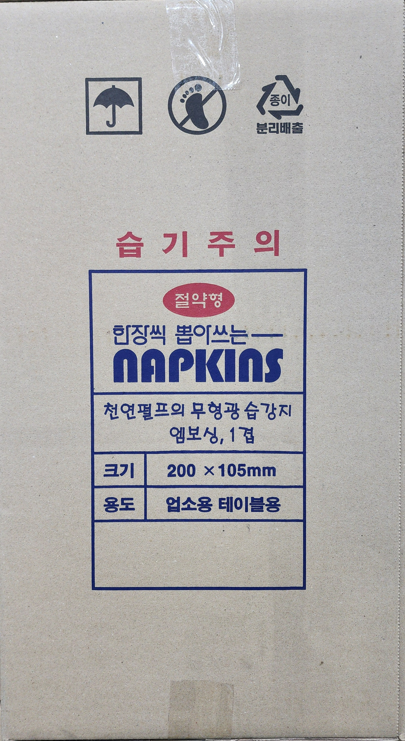 종이
분리배출
습기주의
절약형
한장씩 뽑아쓰는
NAPKINS
천연펄프의 무형광 습강지
엠보싱, 1겹
크기 200 ×105mm
용도 업소용 테이블용